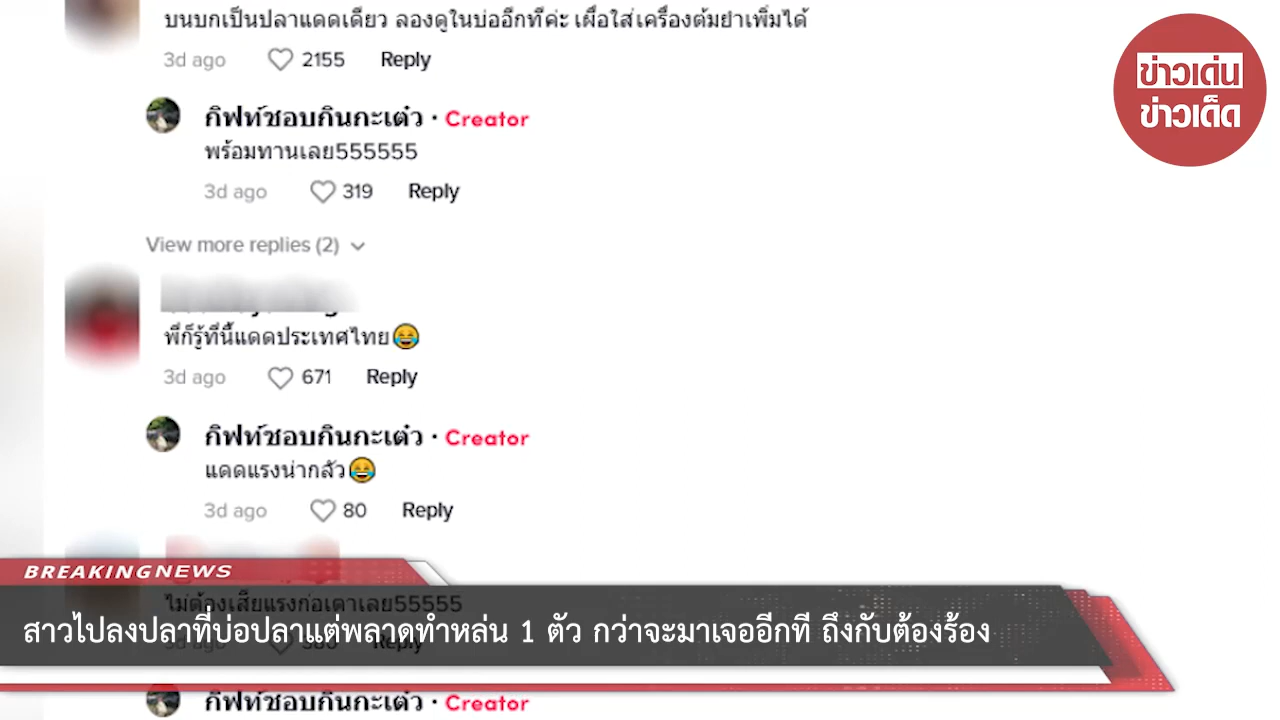 บนบกเป็นปลาแดดเดียว ลองดูในบ่ออีกทีค่ะ เผื่อใส่เครื่องต้มยำเพิ่มได้
3d ago 2155 Reply
ข่าวเด่น
ข่าวเด็ด
กิฟท์ชอบกินกะเต๋ว · Creator
พร้อมทานเลย555555
3d ago 319 Reply
View more replies (2)
พี่ก็รู้ที่นี้แดดประเทศไทย😂
3d ago 671 Reply
กิฟท์ชอบกินกะเต๋ว · Creator
แดดแรงน่ากลัว😂
3d ago 80 Reply
BREAKING NEWS
ไม่ต้องเสียแรงก่อเตาเลย55555
สาวไปลงปลาที่บ่อปลาแต่พลาดทำหล่น 1 ตัว กว่าจะมาเจออีกที ถึงกับต้องร้อง
Reply
กิฟท์ชอบกินกะเต๋ว · Creator